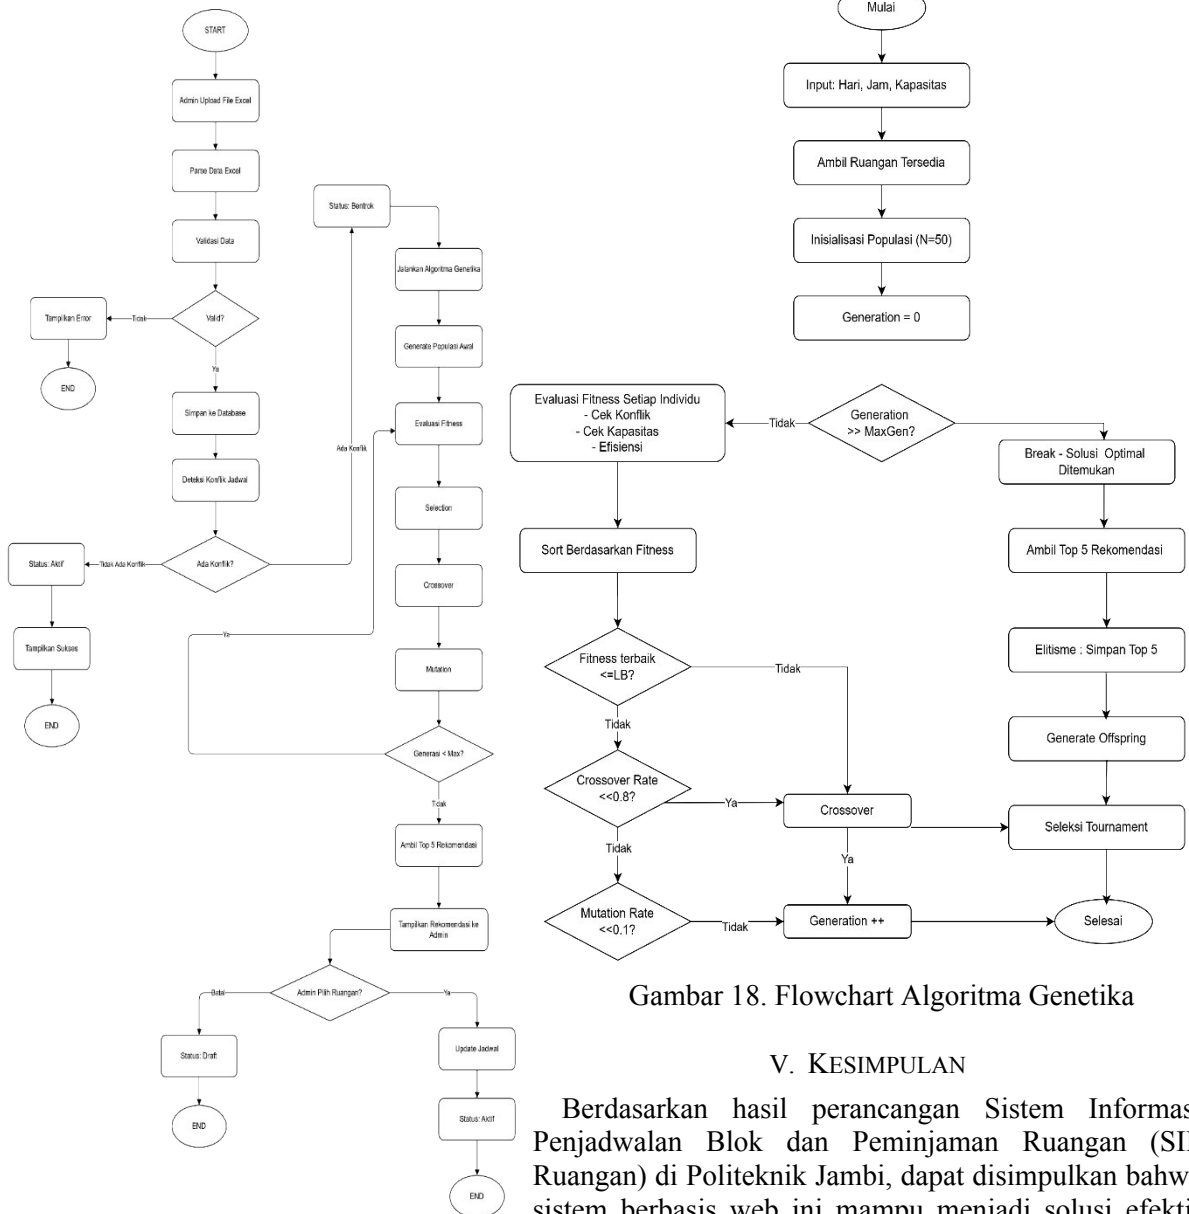 START
Admin Upload File Excel
Parse Data Excel
Validasi Data
Valid?
Tidak
Tampilkan Error
END
Ya
Simpan ke Database
Deteksi Konflik Jadwal
Ada Konflik?
Tidak Ada Konflik
Status: Aktif
Tampilkan Sukses
END
Ada Konflik
Status: Bentrok
Jalankan Algoritma Genetika
Generate Populasi Awal
Evaluasi Fitness
Selection
Crossover
Mutation
Generasi < Max?
Ya
Tidak
Ambil Top 5 Rekomendasi
Tampilkan Rekomendasi ke
Admin
Admin Pilih Ruangan?
Batal
Ya
Status: Draft
END
Update Jadwal
Status: Aktif
END
Mulai
Input: Hari, Jam, Kapasitas
Ambil Ruangan Tersedia
Inisialisasi Populasi (N=50)
Generation = 0
Generation
>> MaxGen?
Tidak
Evaluasi Fitness Setiap Individu
- Cek Konflik
- Cek Kapasitas
- Efisiensi
Sort Berdasarkan Fitness
Fitness terbaik
<=LB?
Tidak
Tidak
Crossover Rate
<<0.8?
Ya
Crossover
Tidak
Ya
Mutation Rate
<<0.1?
Tidak
Generation ++
Break - Solusi Optimal
Ditemukan
Ambil Top 5 Rekomendasi
Elitisme : Simpan Top 5
Generate Offspring
Seleksi Tournament
Selesai
Gambar 18. Flowchart Algoritma Genetika
V. KESIMPULAN
Berdasarkan hasil perancangan Sistem Informas
Penjadwalan Blok dan Peminjaman Ruangan (SI
Ruangan) di Politeknik Jambi, dapat disimpulkan bahw
sistem berbasis web ini mampu menjadi solusi efekti